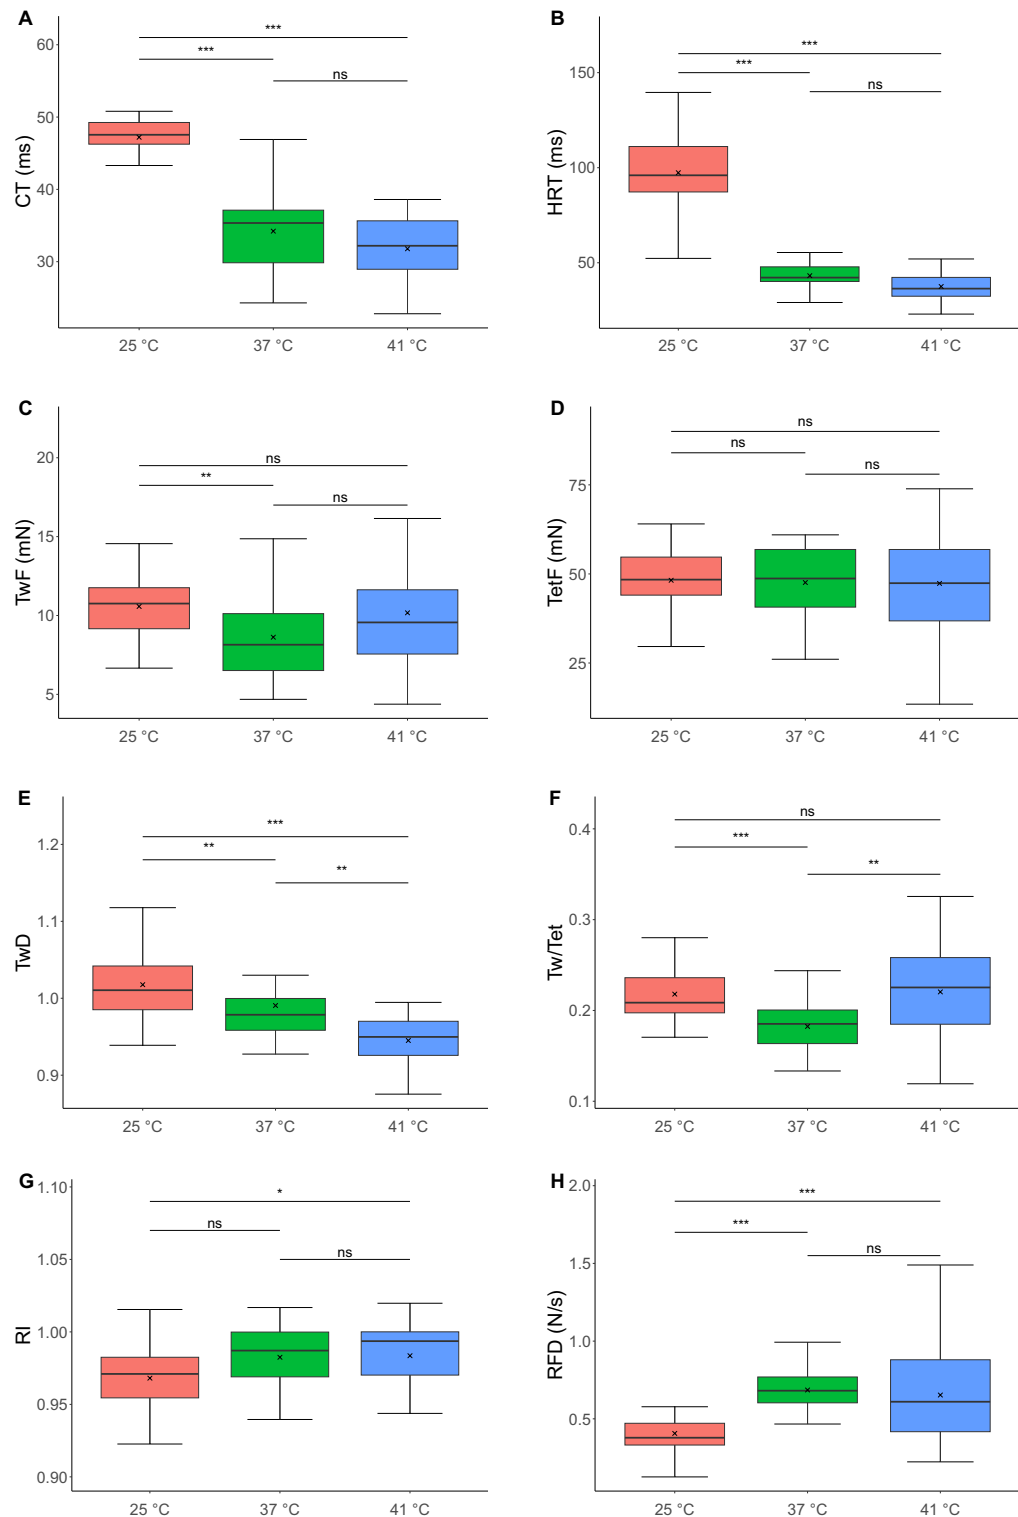 A
CT (ms)
60
50
40
30
***
***
ns
25 °C 37 °C 41 °C
B
HRT (ms)
150
100
50
***
***
ns
25 °C 37 °C 41 °C
C
TwF (mN)
20
15
10
5
ns
**
ns
25 °C 37 °C 41 °C
D
TetF (mN)
75
50
25
ns
ns
ns
25 °C 37 °C 41 °C
E
TwD
1.2
1.1
1.0
0.9
***
**
**
25 °C 37 °C 41 °C
F
Tw/Tet
0.4
0.3
0.2
0.1
ns
***
**
25 °C 37 °C 41 °C
G
RI
1.10
1.05
1.00
0.95
0.90
*
ns
ns
25 °C 37 °C 41 °C
H
RFD (N/s)
2.0
1.5
1.0
0.5
***
***
ns
25 °C 37 °C 41 °C